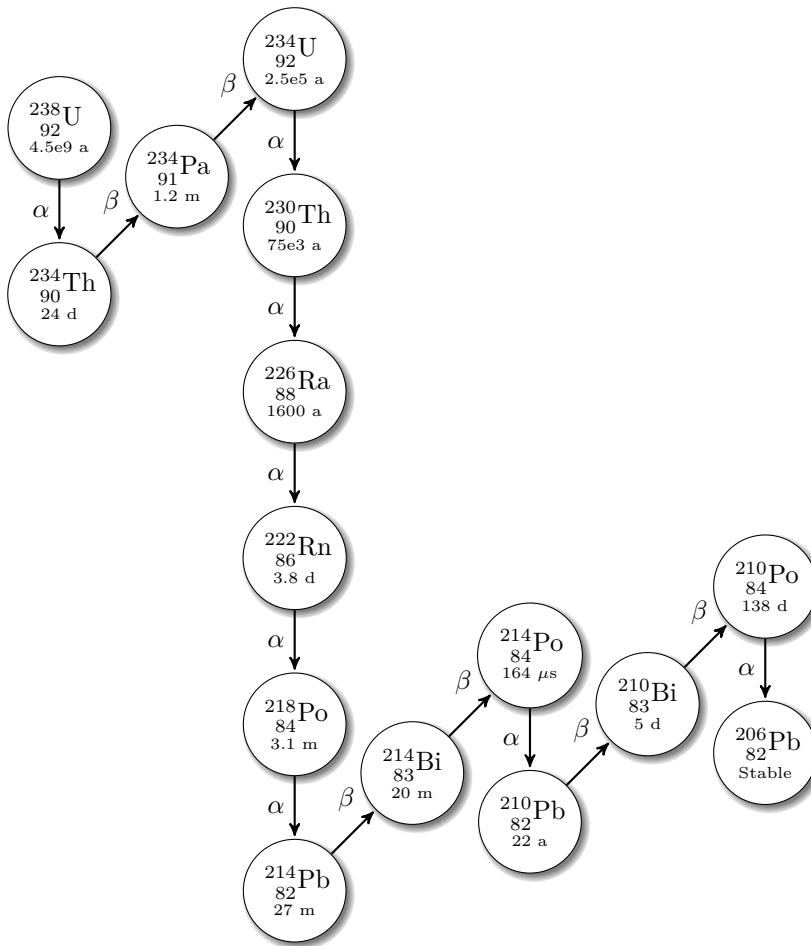 238
92U
4.5e9 a
α
234
90Th
24 d
β
234
91Pa
1.2 m
β
234
92U
2.5e5 a
α
230
90Th
75e3 a
α
226
88Ra
1600 a
α
222
86Rn
3.8 d
α
218
84Po
3.1 m
α
214
82Pb
27 m
β
214
83Bi
20 m
β
214
84Po
164 μs
α
210
82Pb
22 a
β
210
83Bi
5 d
β
210
84Po
138 d
α
206
82Pb
Stable